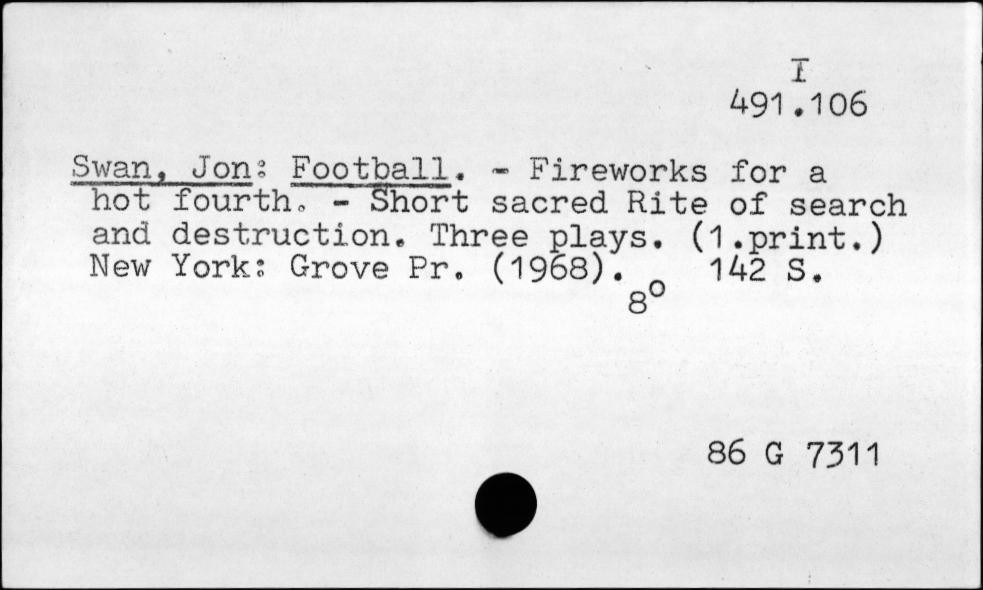 I
491.106
Swan, Jon: Football. - Fireworks for a
hot fourth. - Short sacred Rite of search
and destruction. Three plays. (1.print.)
New York: Grove Pr. (1968). 142 S.
8°
86 G 7311